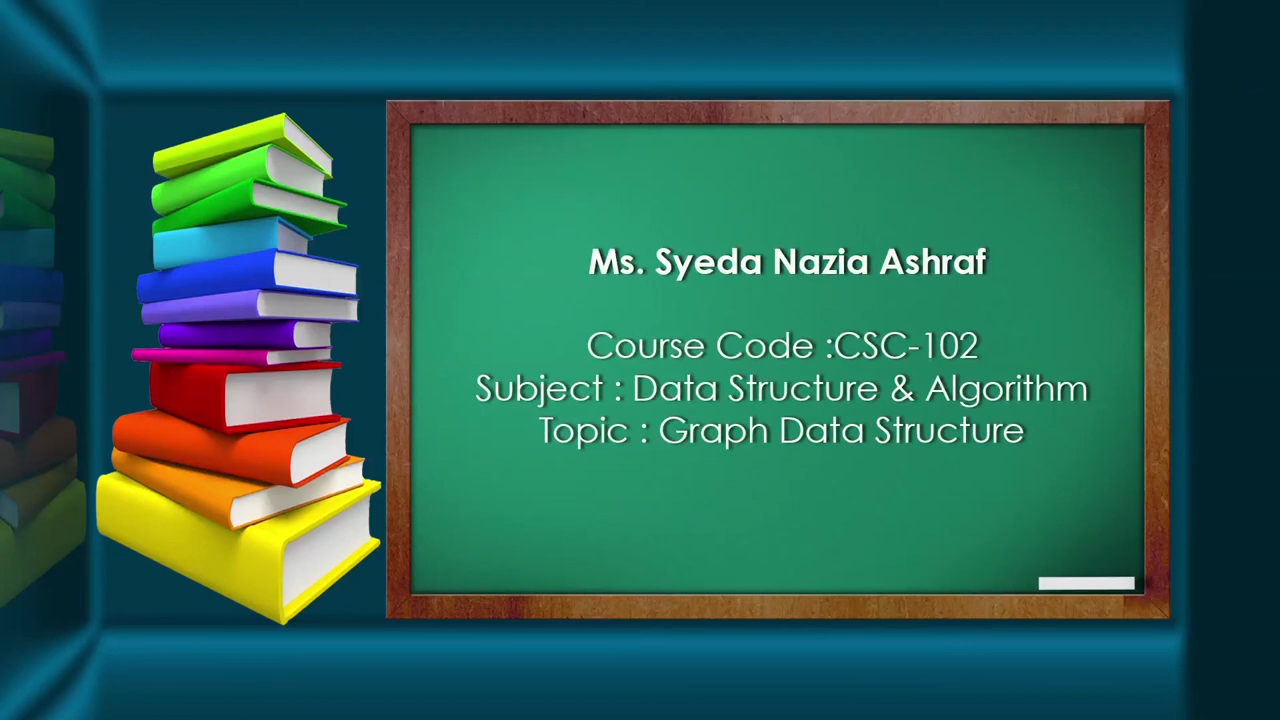 Ms. Syeda Nazia Ashraf
Course Code :CSC-102
Subject : Data Structure & Algorithm
Topic : Graph Data Structure